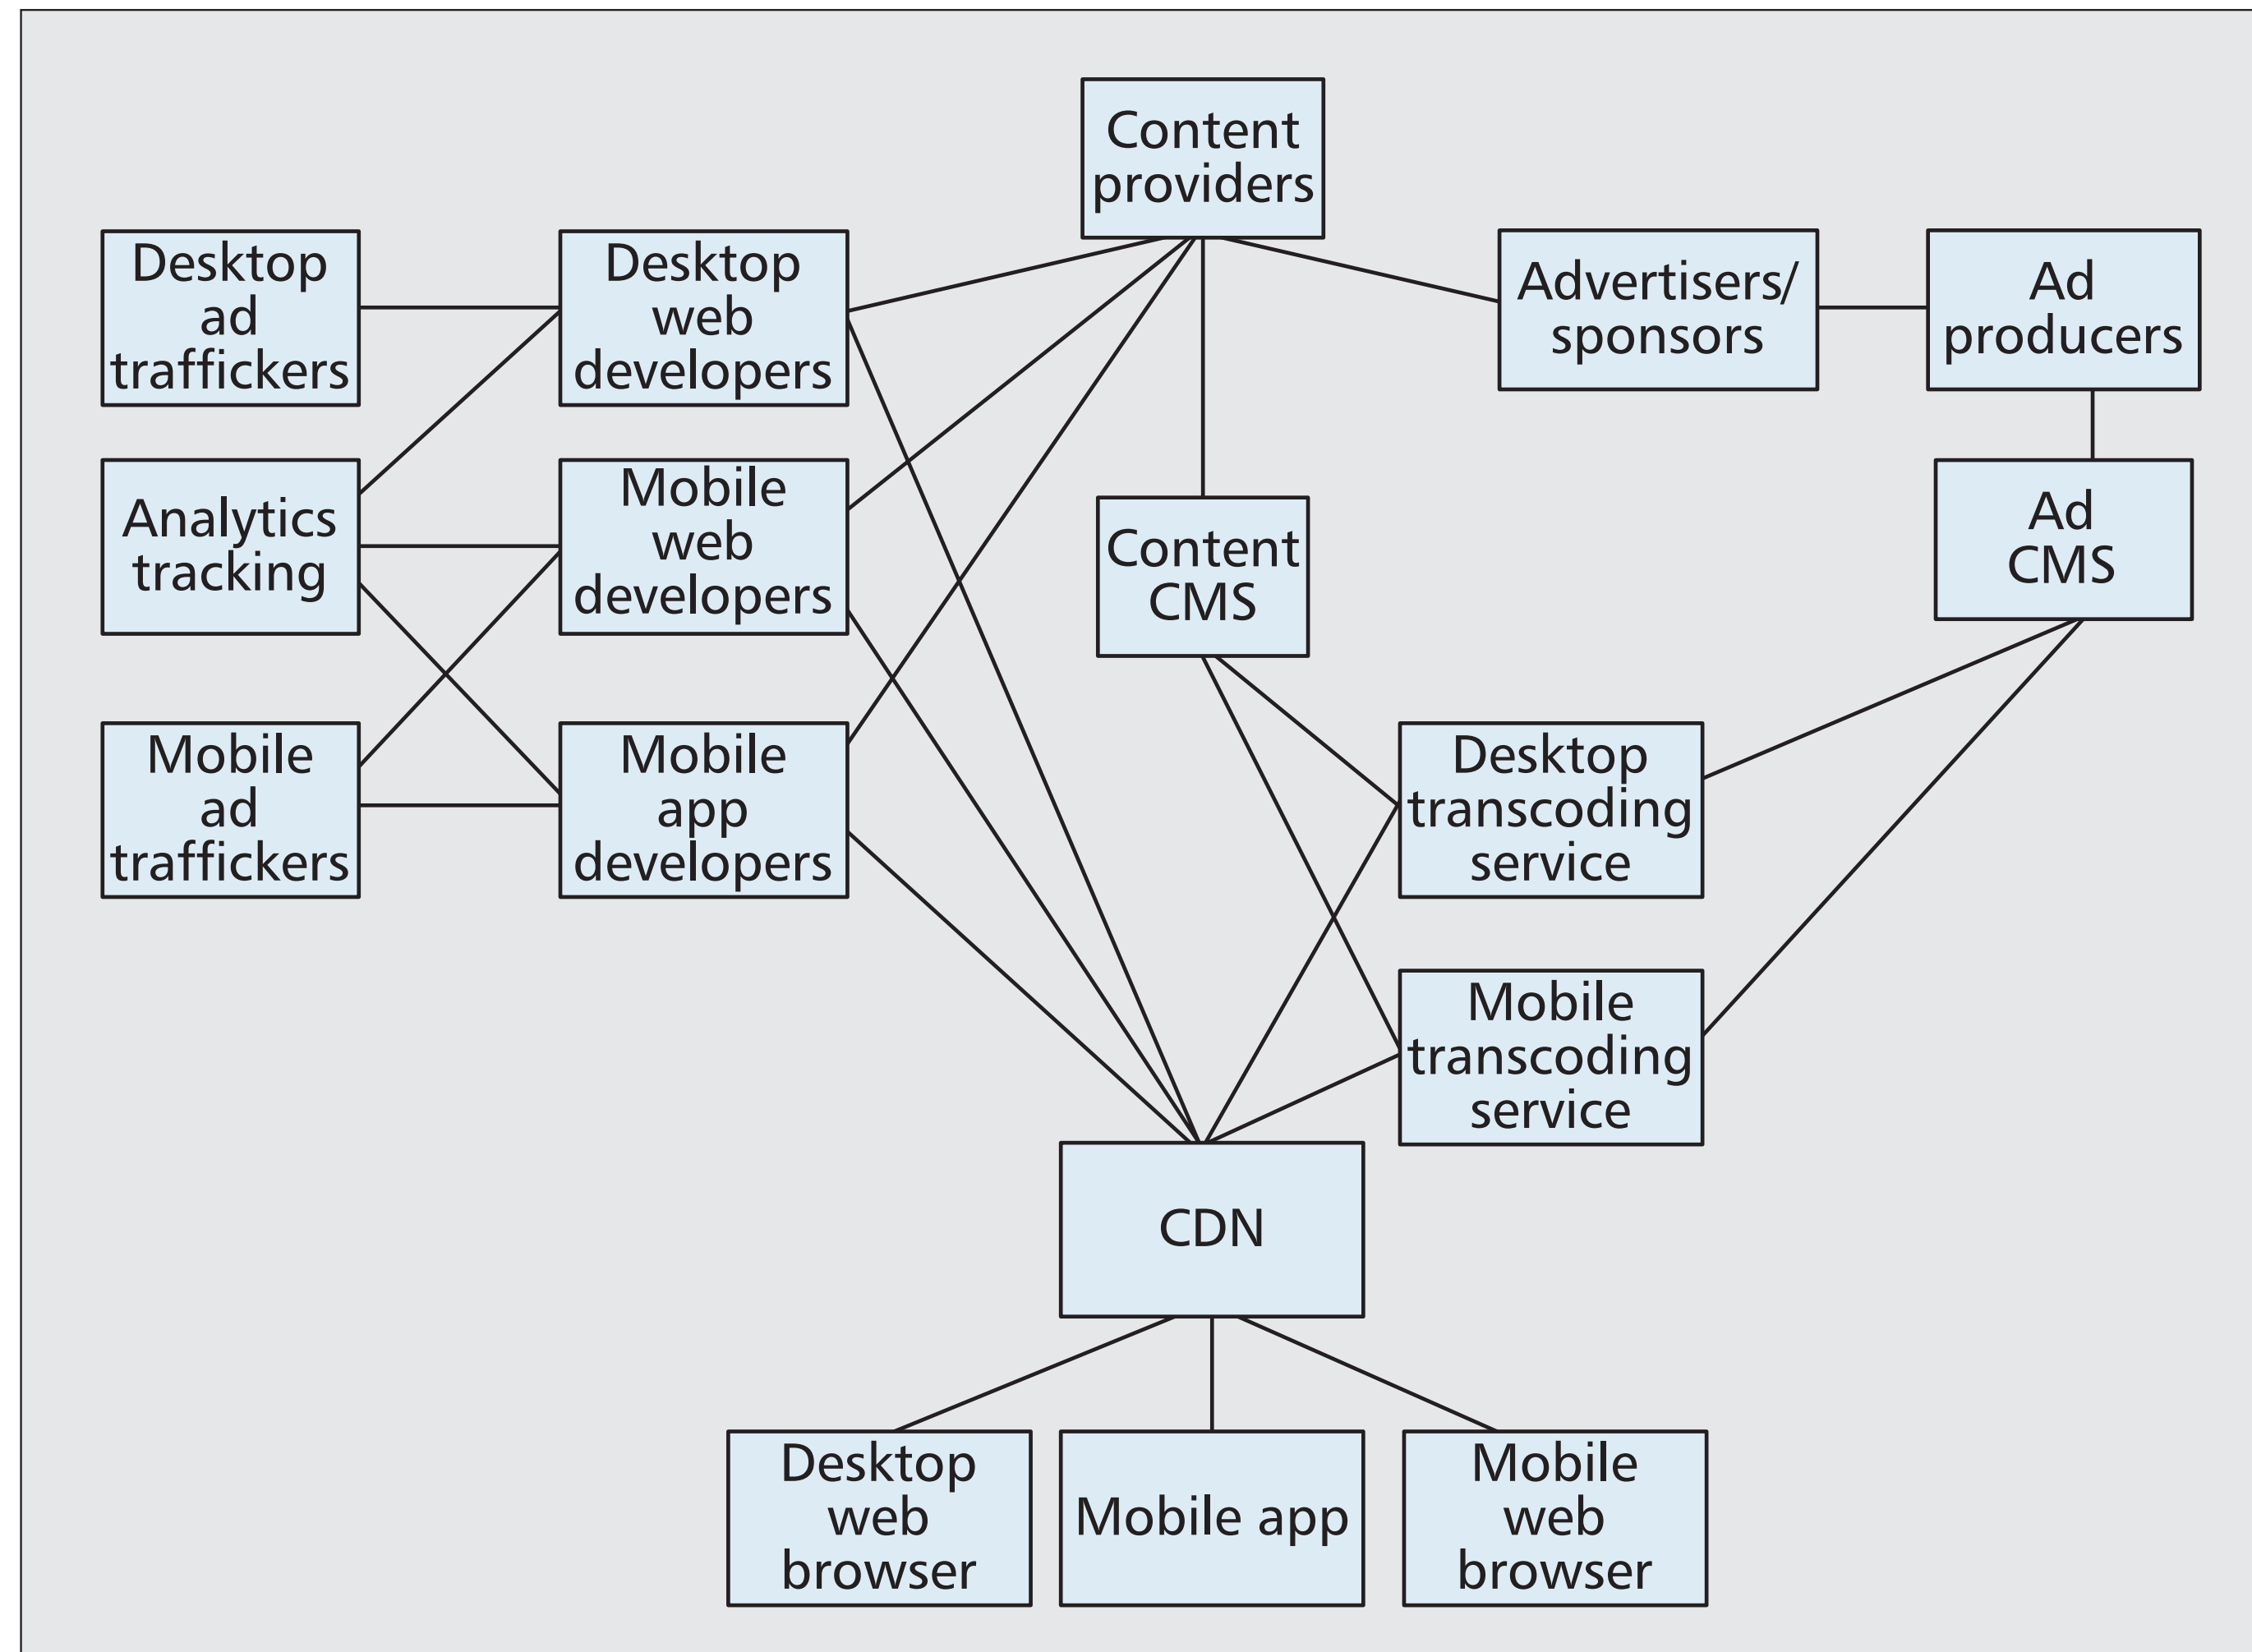 Content
providers
Desktop
ad
traffickers
Desktop
web
developers
Advertisers/
sponsors
Ad
producers
Analytics
tracking
Mobile
web
developers
Content
CMS
Ad
CMS
Mobile
ad
traffickers
Mobile
app
developers
Desktop
transcoding
service
Mobile
transcoding
service
CDN
Desktop
web
browser
Mobile app
Mobile
web
browser